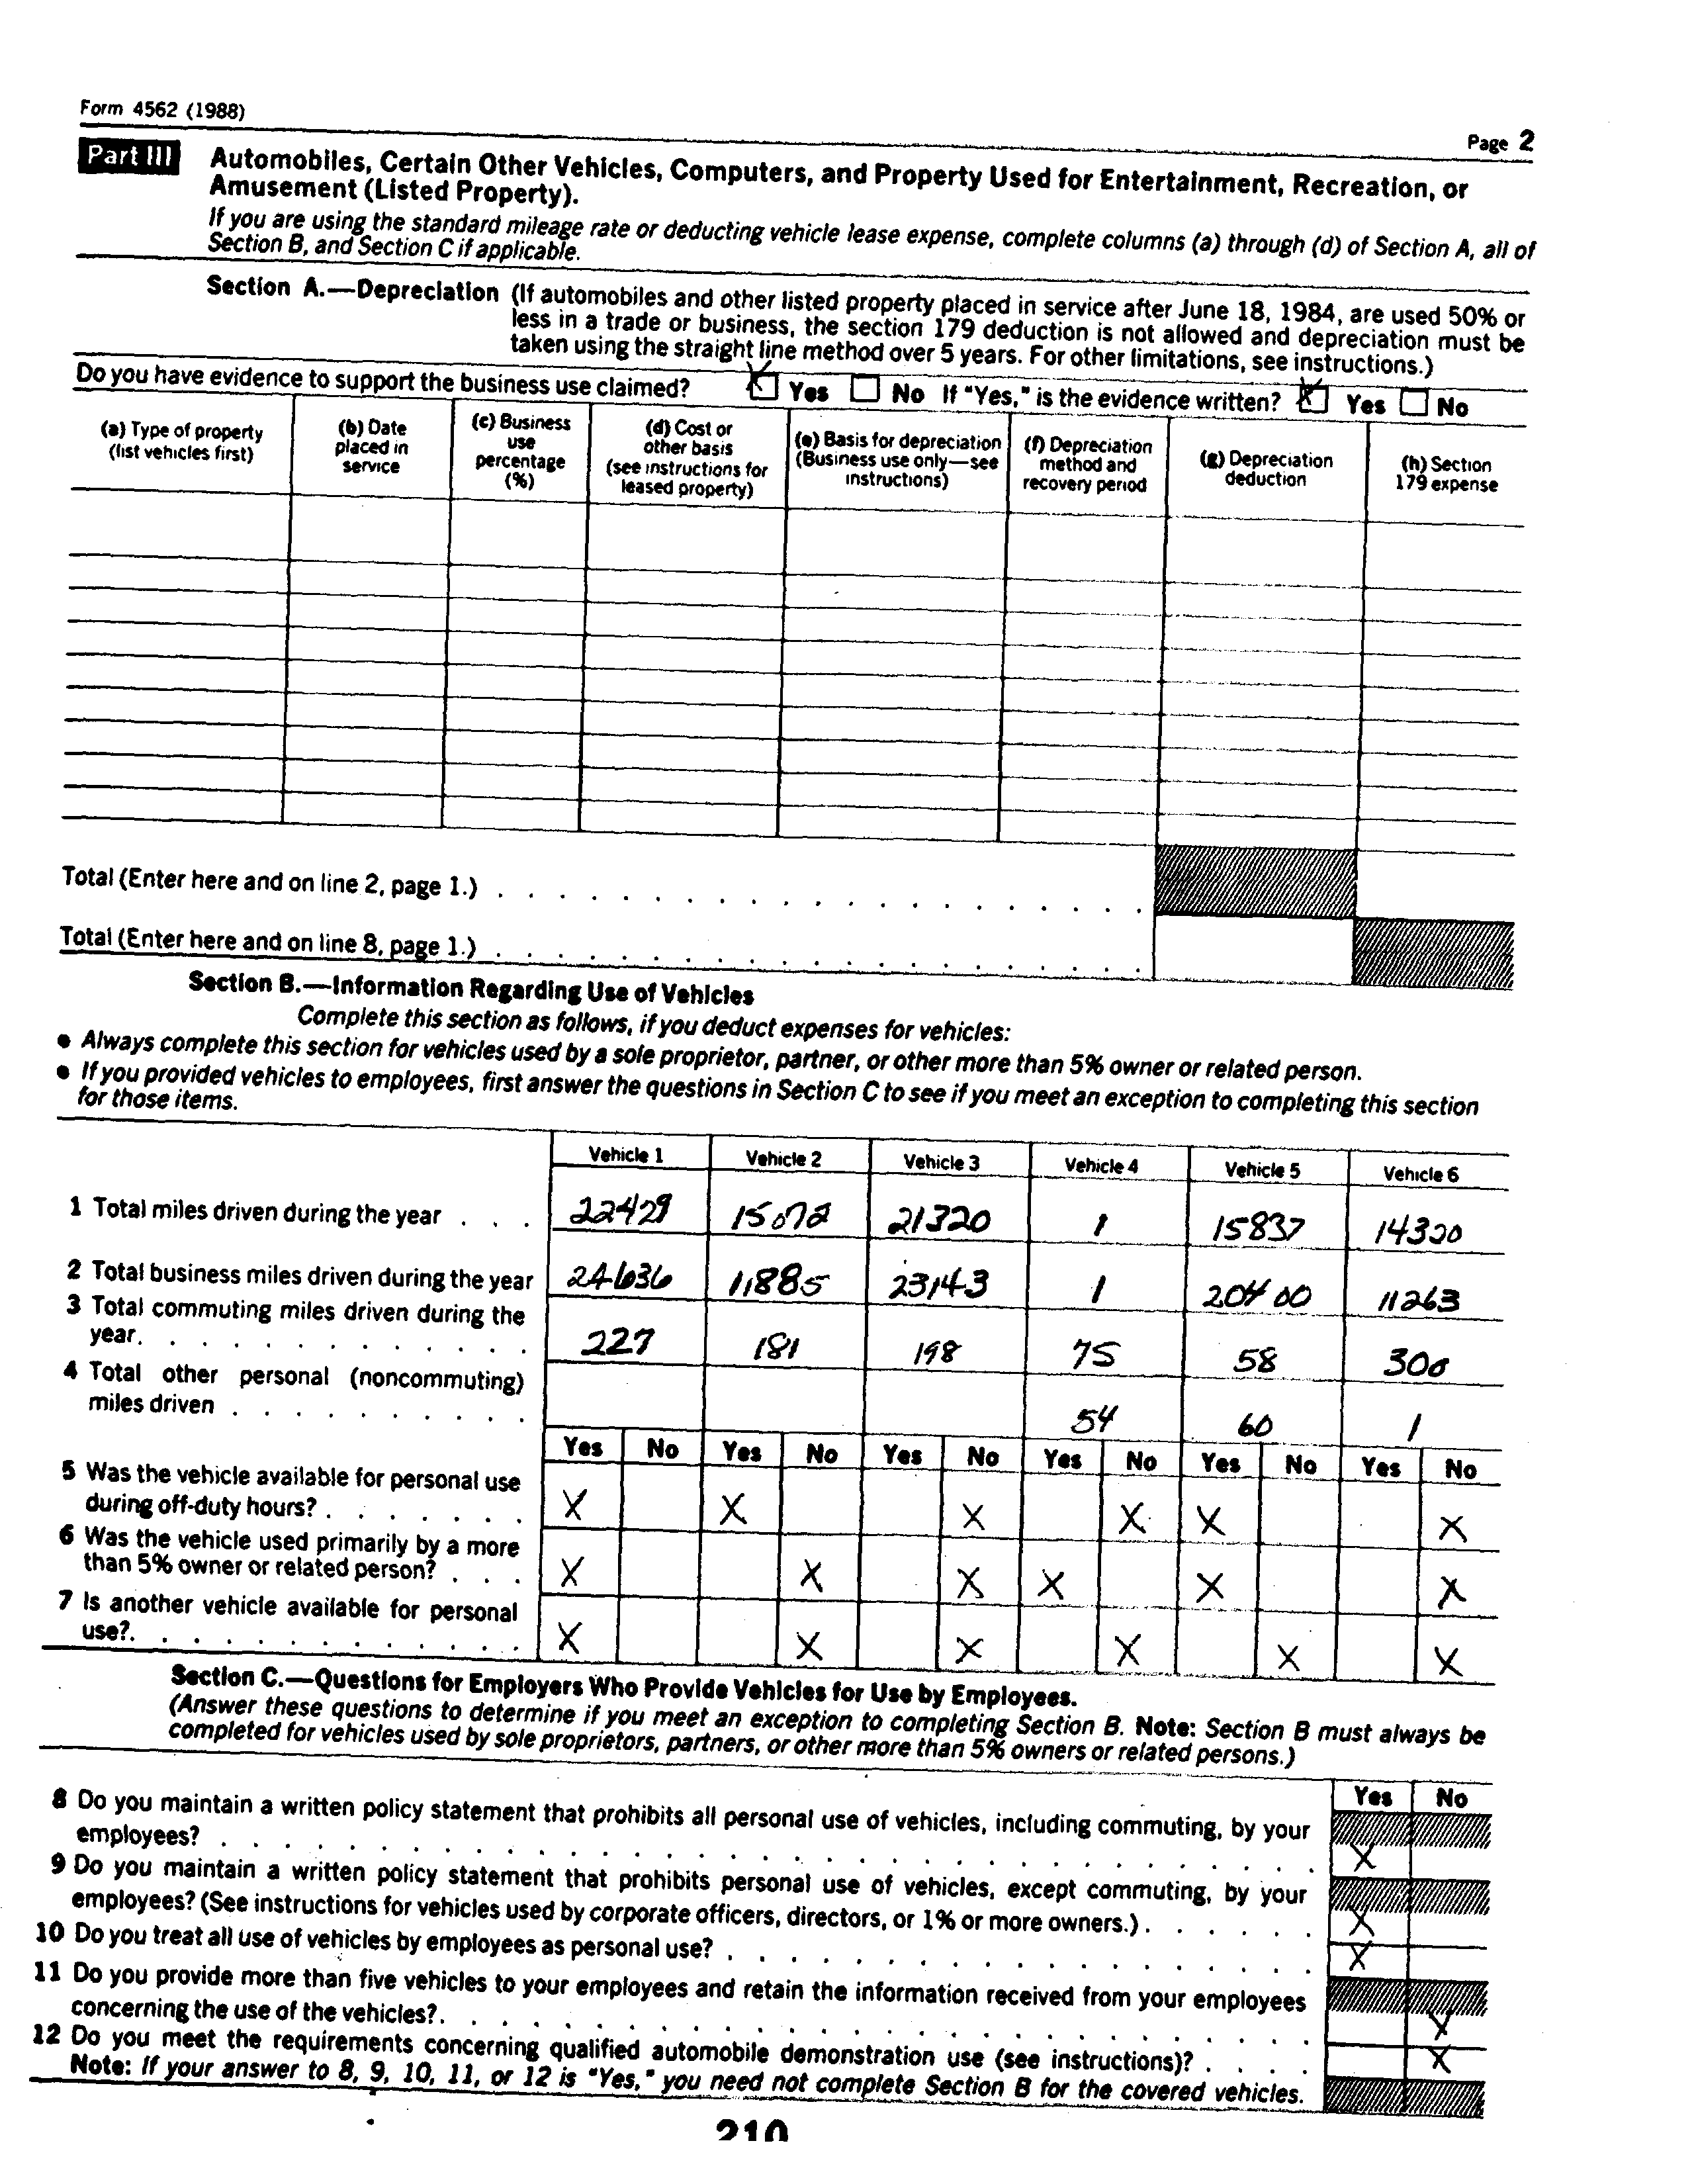 Form 4562 (1988)
Page 2
Part III Automobiles, Certain Other Vehicles, Computers, and Property Used for Entertainment, Recreation, or
Amusement (Listed Property).
If you are using the standard mileage rate or deducting vehicle lease expense, complete columns (a) through (d) of Section A, all of
Section B, and Section C if applicable.
Section A.—Depreciation (If automobiles and other listed property placed in service after June 18, 1984, are used 50% or
less in a trade or business, the section 179 deduction is not allowed and depreciation must be
taken using the straight line method over 5 years. For other limitations, see instructions.)
Do you have evidence to support the business use claimed? X Yes No If "Yes," is the evidence written? X Yes No
(a) Type of property
(list vehicles first)
(b) Date
placed in
service
(c) Business
use
percentage
(%)
(d) Cost or
other basis
(see instructions for
leased property)
(e) Basis for depreciation
(Business use only—see
instructions)
(f) Depreciation
method and
recovery period
(g) Depreciation
deduction
(h) Section
179 expense
Total (Enter here and on line 2, page 1.)
Total (Enter here and on line 8, page 1.)
Section B.—Information Regarding Use of Vehicles
Complete this section as follows, if you deduct expenses for vehicles:
● Always complete this section for vehicles used by a sole proprietor, partner, or other more than 5% owner or related person.
● If you provided vehicles to employees, first answer the questions in Section C to see if you meet an exception to completing this section
for those items.
Vehicle 1 Vehicle 2 Vehicle 3 Vehicle 4 Vehicle 5 Vehicle 6
1 Total miles driven during the year . . . 22429 15072 21320 1 15837 14320
2 Total business miles driven during the year 24636 11885 23143 1 20400 11263
3 Total commuting miles driven during the
year. . . . . . . . . . . . . 227 181 198 75 58 300
4 Total other personal (noncommuting)
miles driven . . . . . . . . . . 54 60 1
Yes No Yes No Yes No Yes No Yes No Yes No
5 Was the vehicle available for personal use
during off-duty hours? . . . . . . . X X X X X X
6 Was the vehicle used primarily by a more
than 5% owner or related person? . . . X X X X X X
7 Is another vehicle available for personal
use?. . . . . . . . . . . . . X X X X X X
Section C.—Questions for Employers Who Provide Vehicles for Use by Employees.
(Answer these questions to determine if you meet an exception to completing Section B. Note: Section B must always be
completed for vehicles used by sole proprietors, partners, or other more than 5% owners or related persons.)
Yes No
8 Do you maintain a written policy statement that prohibits all personal use of vehicles, including commuting, by your
employees? X
9 Do you maintain a written policy statement that prohibits personal use of vehicles, except commuting, by your
employees? (See instructions for vehicles used by corporate officers, directors, or 1% or more owners.) . . . . . . X
10 Do you treat all use of vehicles by employees as personal use? X
11 Do you provide more than five vehicles to your employees and retain the information received from your employees
concerning the use of the vehicles?. X
12 Do you meet the requirements concerning qualified automobile demonstration use (see instructions)? . . . . X
Note: If your answer to 8, 9, 10, 11, or 12 is "Yes," you need not complete Section B for the covered vehicles.
210